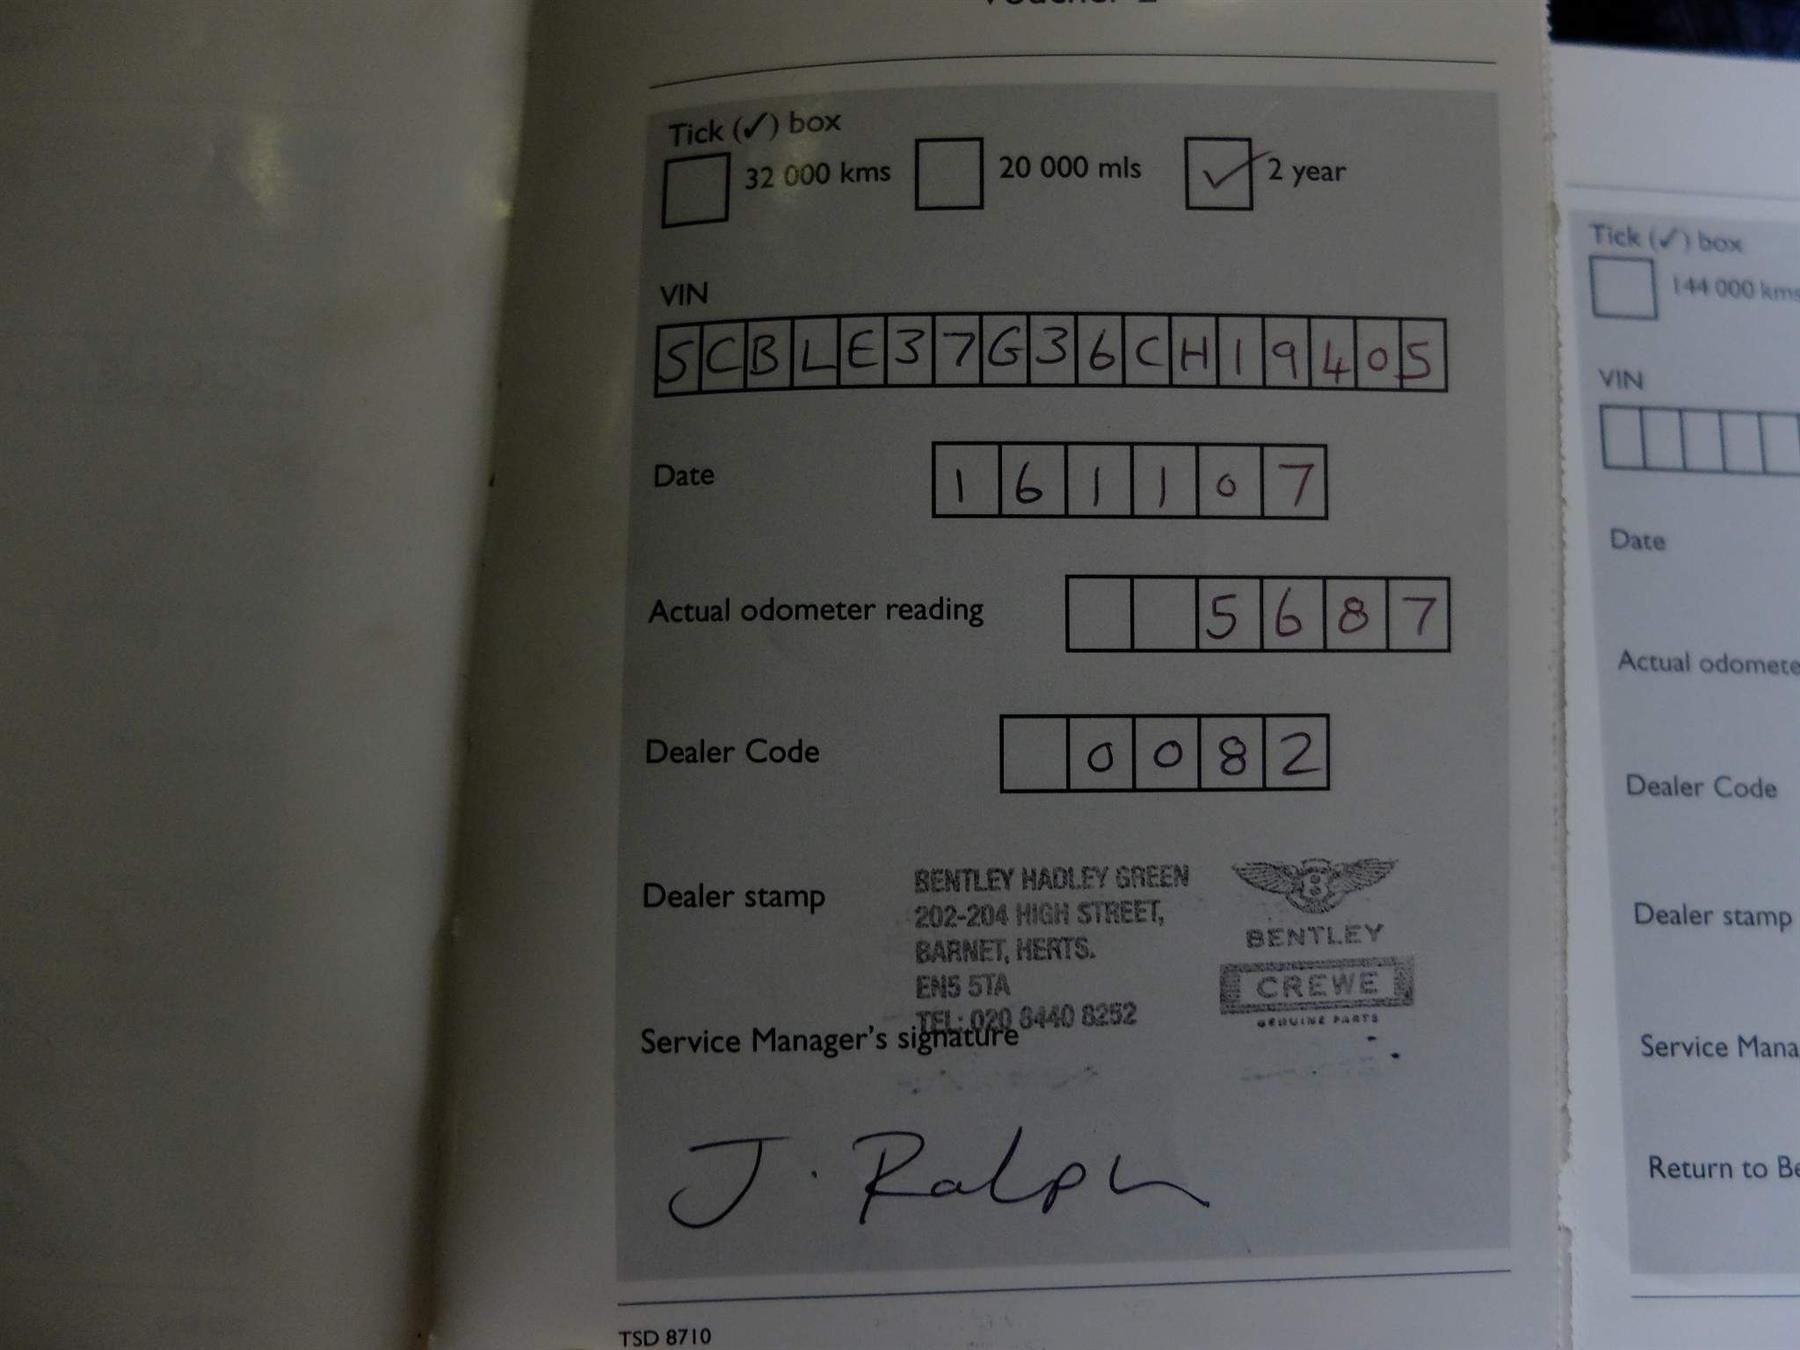 Voucher 2
Tick (✓) box
32 000 kms
20 000 mls
✓ 2 year
VIN
SCBLE37G36CH19405
Date
161107
Actual odometer reading
5687
Dealer Code
0082
Dealer stamp
BENTLEY HADLEY GREEN
202-204 HIGH STREET,
BARNET, HERTS.
EN5 5TA
TEL: 020 8440 8252
BENTLEY
CREWE
GENUINE PARTS
Service Manager's signature
J. Ralph
TSD 8710
Tick (✓) box
144 000 kms
VIN
Date
Actual odomete
Dealer Code
Dealer stamp
Service Mana
Return to Be